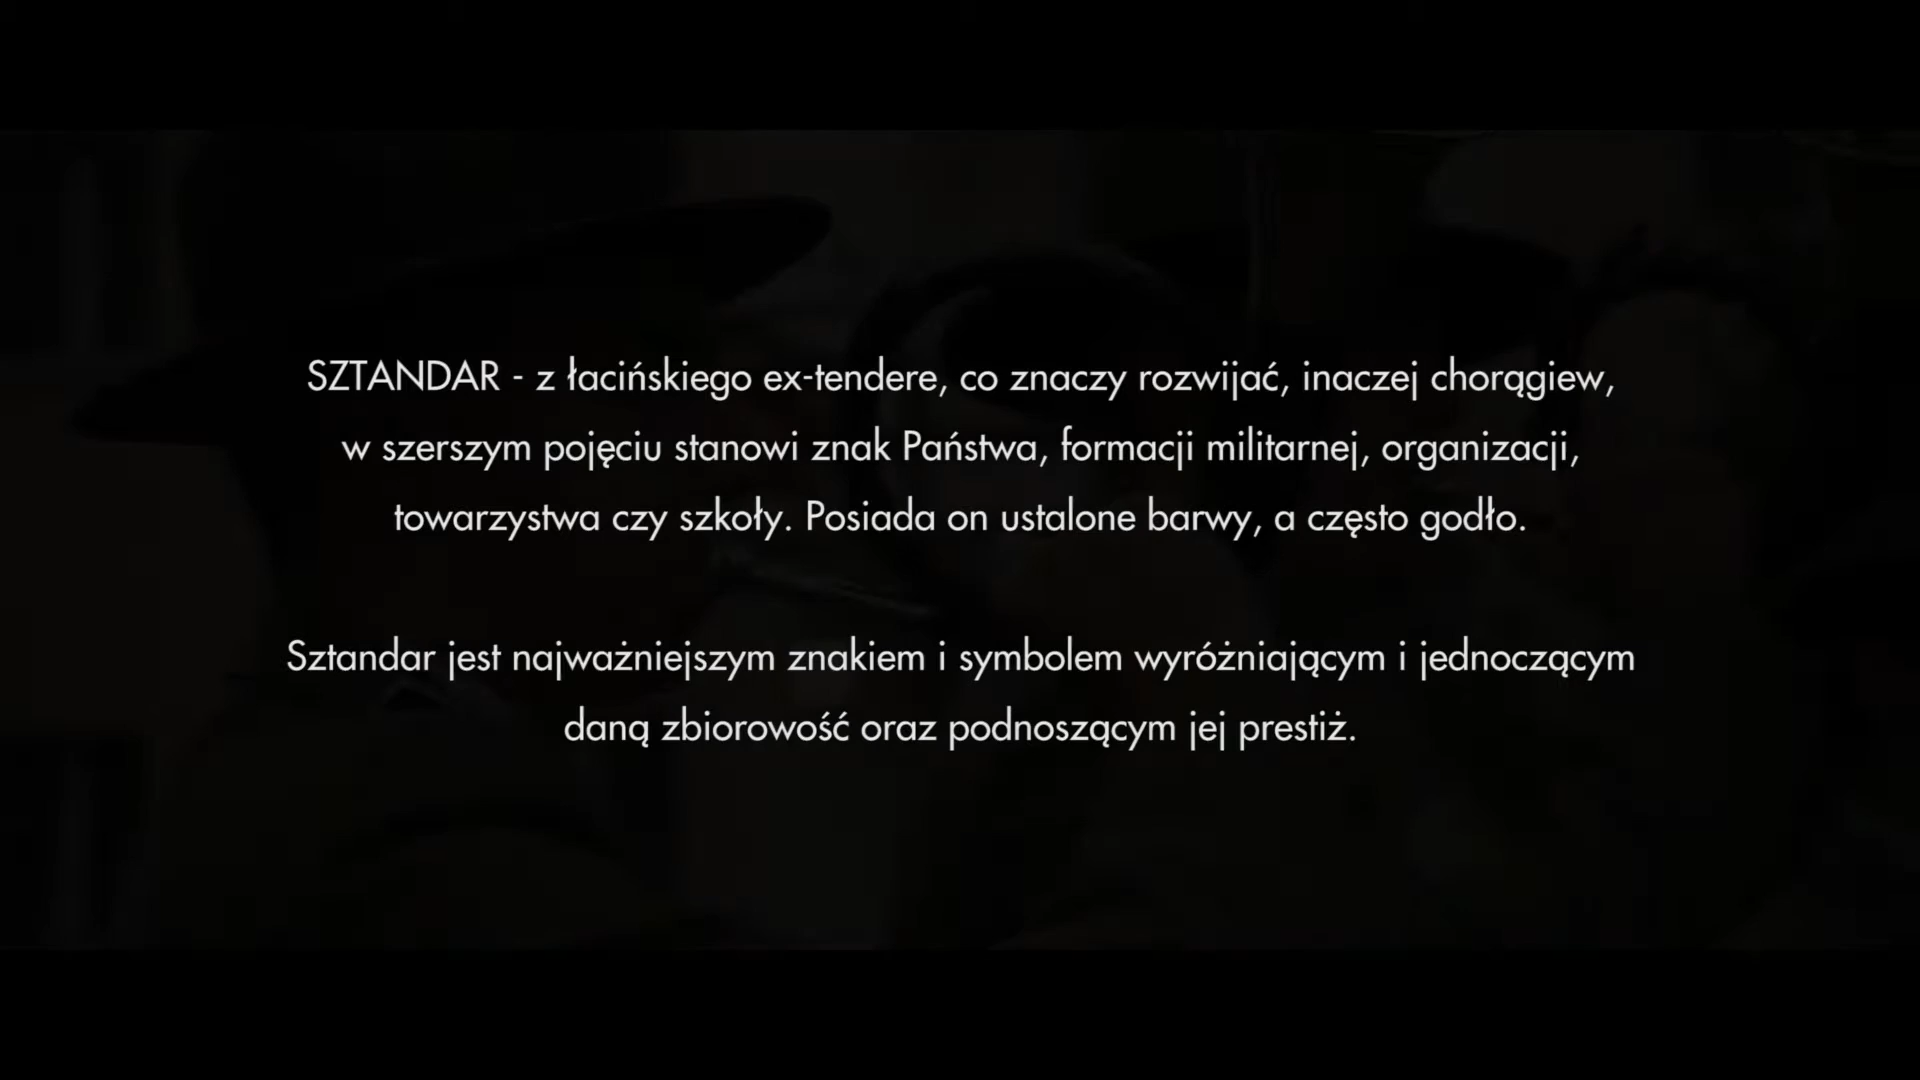 SZTANDAR - z łacińskiego ex-tendere, co znaczy rozwijać, inaczej chorągiew,
w szerszym pojęciu stanowi znak Państwa, formacji militarnej, organizacji,
towarzystwa czy szkoły. Posiada on ustalone barwy, a często godło.
Sztandar jest najważniejszym znakiem i symbolem wyróżniającym i jednoczącym
daną zbiorowość oraz podnoszącym jej prestiż.